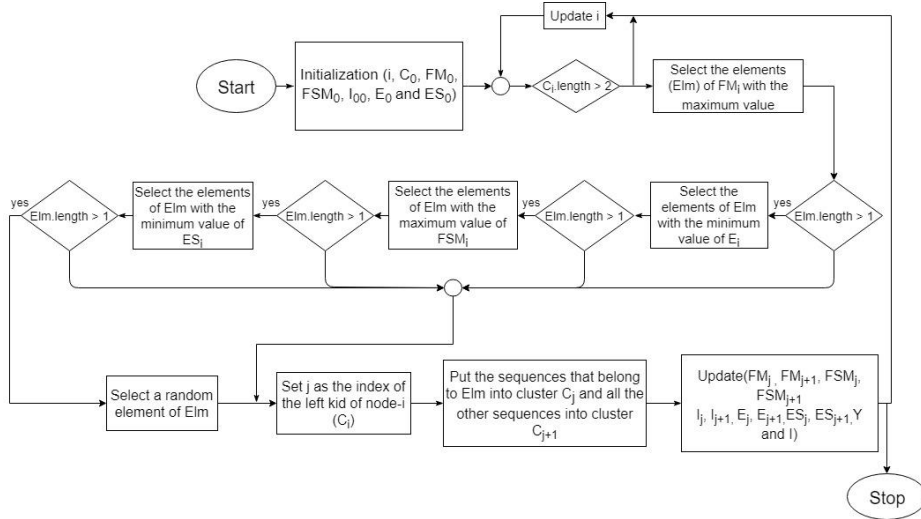 Update i
Start
Initialization (i, C₀, FM₀,
FSM₀, I₀₀, E₀ and ES₀)
Cᵢ.length > 2
Select the elements
(Elm) of FMᵢ with the
maximum value
yes
Elm.length > 1
Select the elements
of Elm with the
minimum value of
ESᵢ
yes
Elm.length > 1
Select the elements
of Elm with the
maximum value of
FSMᵢ
yes
Elm.length > 1
Select the
elements of Elm
with the minimum
value of Eᵢ
yes
Elm.length > 1
Select a random
element of Elm
Set j as the index of
the left kid of node-i
(Cᵢ)
Put the sequences that belong
to Elm into cluster Cⱼ and all the
other sequences into cluster
Cⱼ₊₁
Update(FMⱼ, FMⱼ₊₁, FSMⱼ,
FSMⱼ₊₁
Iⱼ, Iⱼ₊₁, Eⱼ, Eⱼ₊₁,ESⱼ, ESⱼ₊₁,Y
and I)
Stop